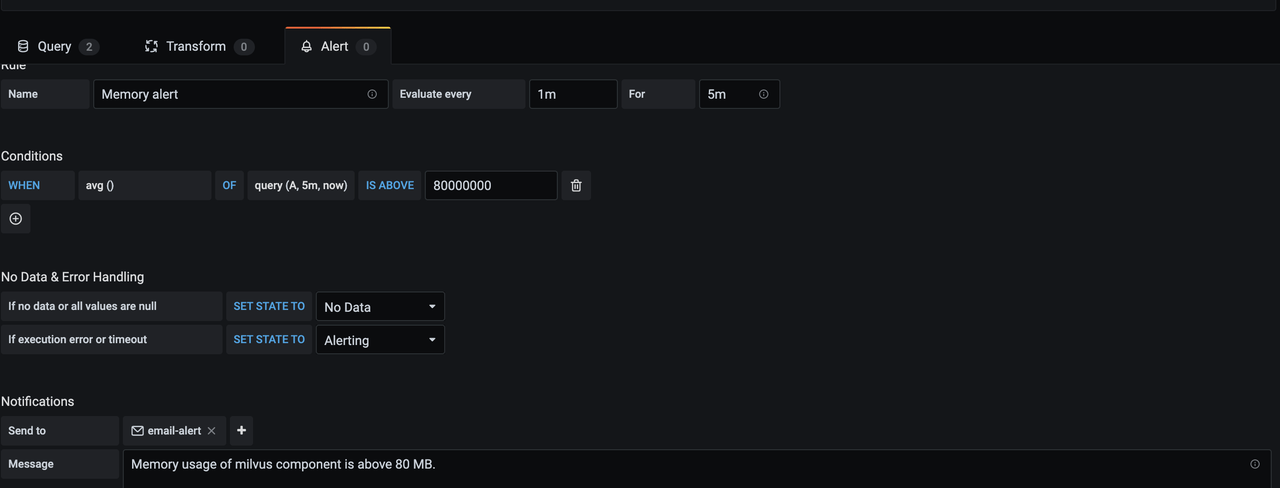 Query 2 Transform 0 Alert 0
Rule
Name Memory alert Evaluate every 1m For 5m
Conditions
WHEN avg () OF query (A, 5m, now) IS ABOVE 80000000
No Data & Error Handling
If no data or all values are null SET STATE TO No Data
If execution error or timeout SET STATE TO Alerting
Notifications
Send to email-alert
Message Memory usage of milvus component is above 80 MB.